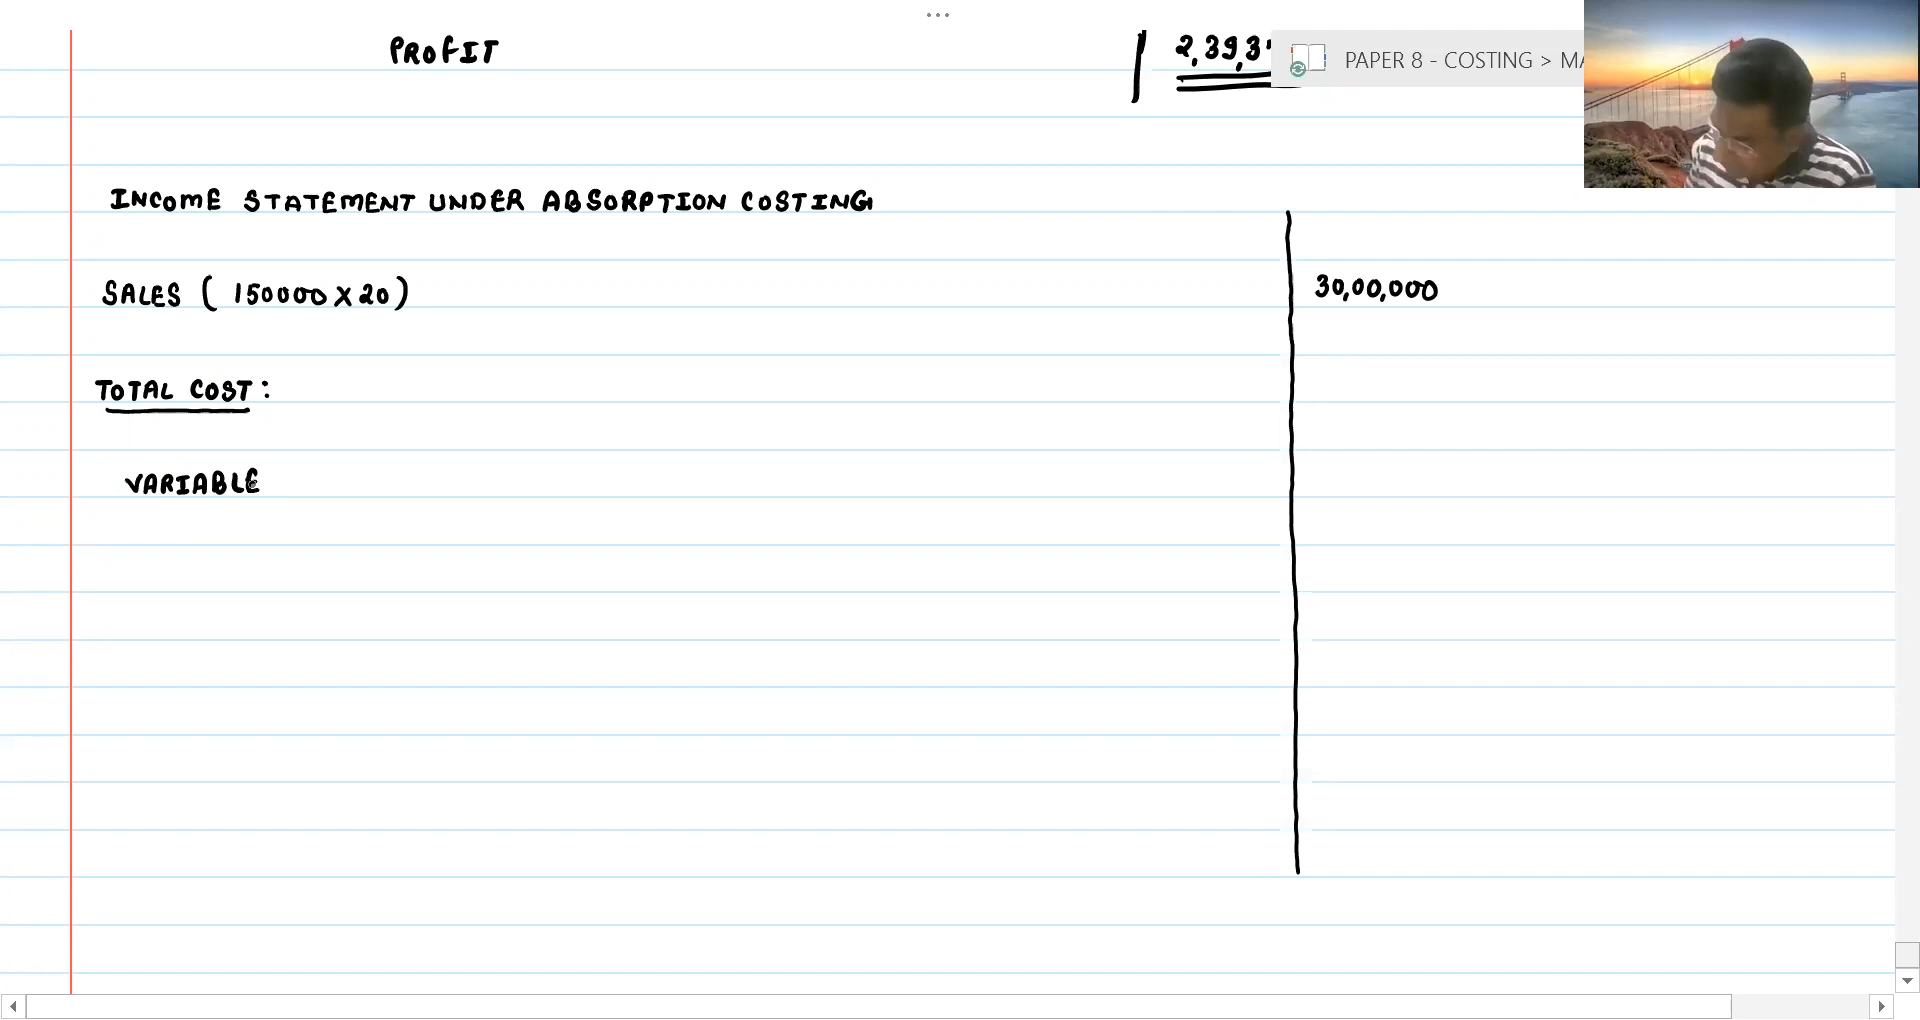 PROFIT
PAPER 8 - COSTING >
INCOME STATEMENT UNDER ABSORPTION COSTING
SALES ( 150000 X 20 ) 30,00,000
TOTAL COST :
VARIABLE